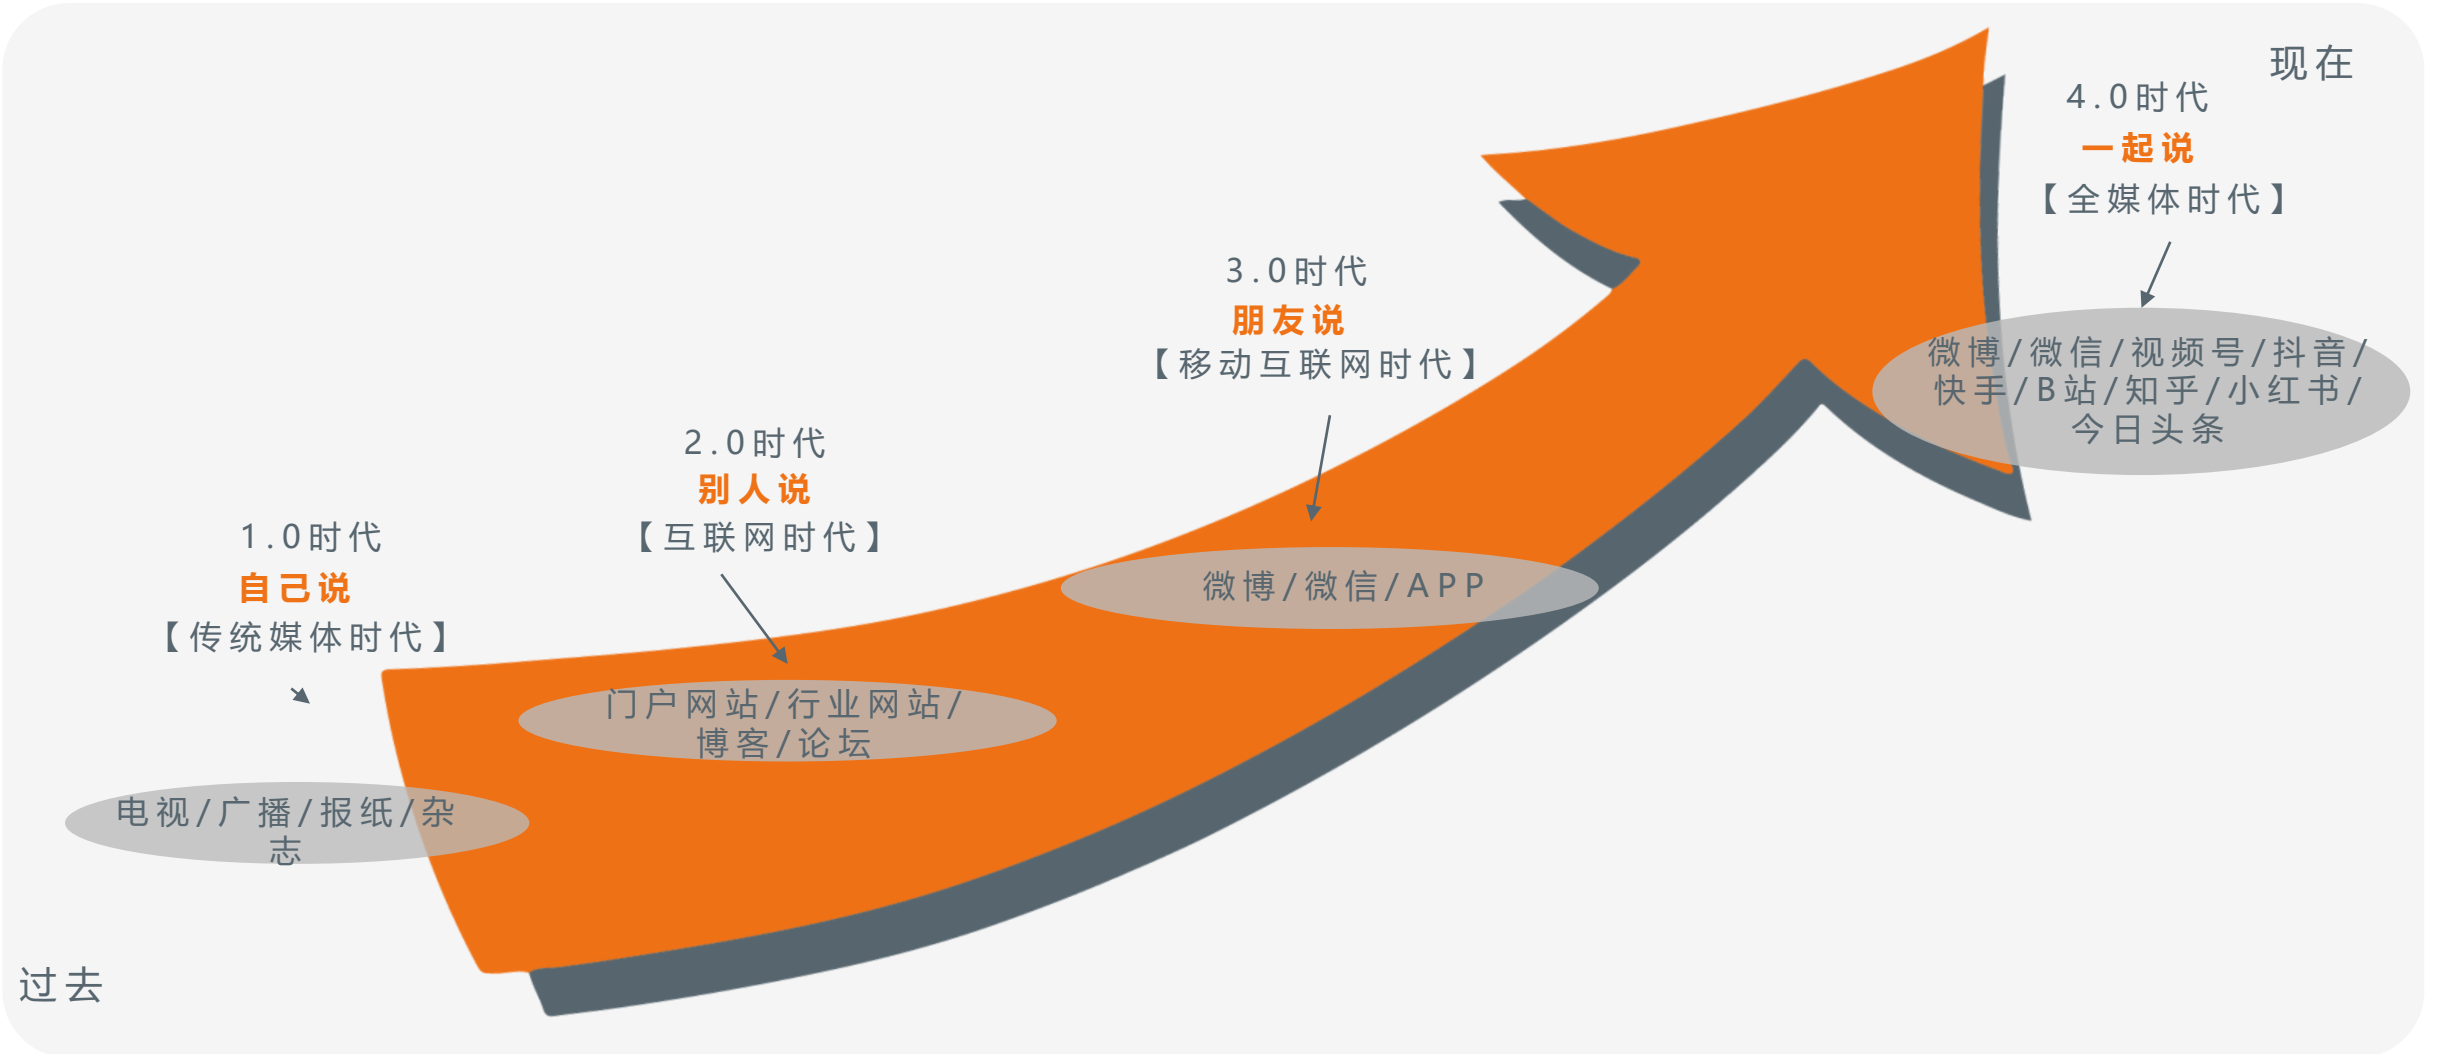 现在
4.0时代
一起说
【全媒体时代】
微博/微信/视频号/抖音/
快手/B站/知乎/小红书/
今日头条
3.0时代
朋友说
【移动互联网时代】
微博/微信/APP
2.0时代
别人说
【互联网时代】
门户网站/行业网站/
博客/论坛
1.0时代
自己说
【传统媒体时代】
电视/广播/报纸/杂
志
过去